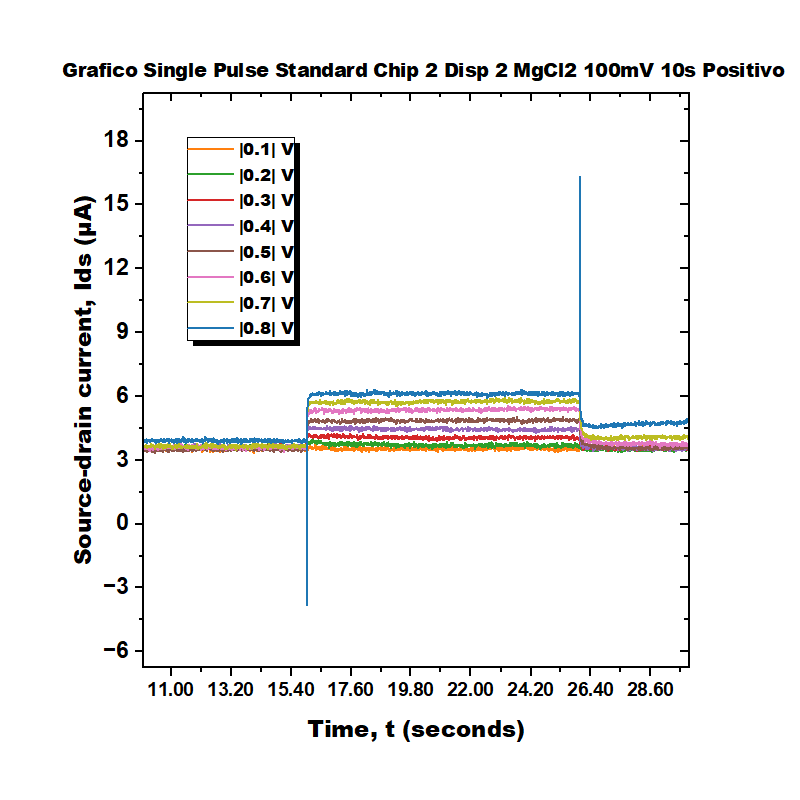 Grafico Single Pulse Standard Chip 2 Disp 2 MgCl2 100mV 10s Positivo
18
15
12
9
6
3
0
−3
−6
Source-drain current, Ids (µA)
|0.1| V
|0.2| V
|0.3| V
|0.4| V
|0.5| V
|0.6| V
|0.7| V
|0.8| V
11.00 13.20 15.40 17.60 19.80 22.00 24.20 26.40 28.60
Time, t (seconds)